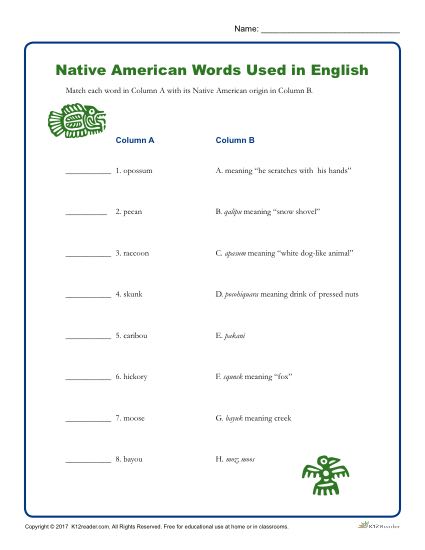 Name: ____________________
Native American Words Used in English
Match each word in Column A with its Native American origin in Column B.
Column A Column B
__________ 1. opossum A. meaning “he scratches with his hands”
__________ 2. pecan B. qalipu meaning “snow shovel”
__________ 3. raccoon C. apasum meaning “white dog-like animal”
__________ 4. skunk D. pocohiquara meaning drink of pressed nuts
__________ 5. caribou E. pakani
__________ 6. hickory F. squnck meaning “fox”
__________ 7. moose G. bayuk meaning creek
__________ 8. bayou H. moz; moos
Copyright © 2017 K12reader.com. All Rights Reserved. Free for educational use at home or in classrooms. K12Reader